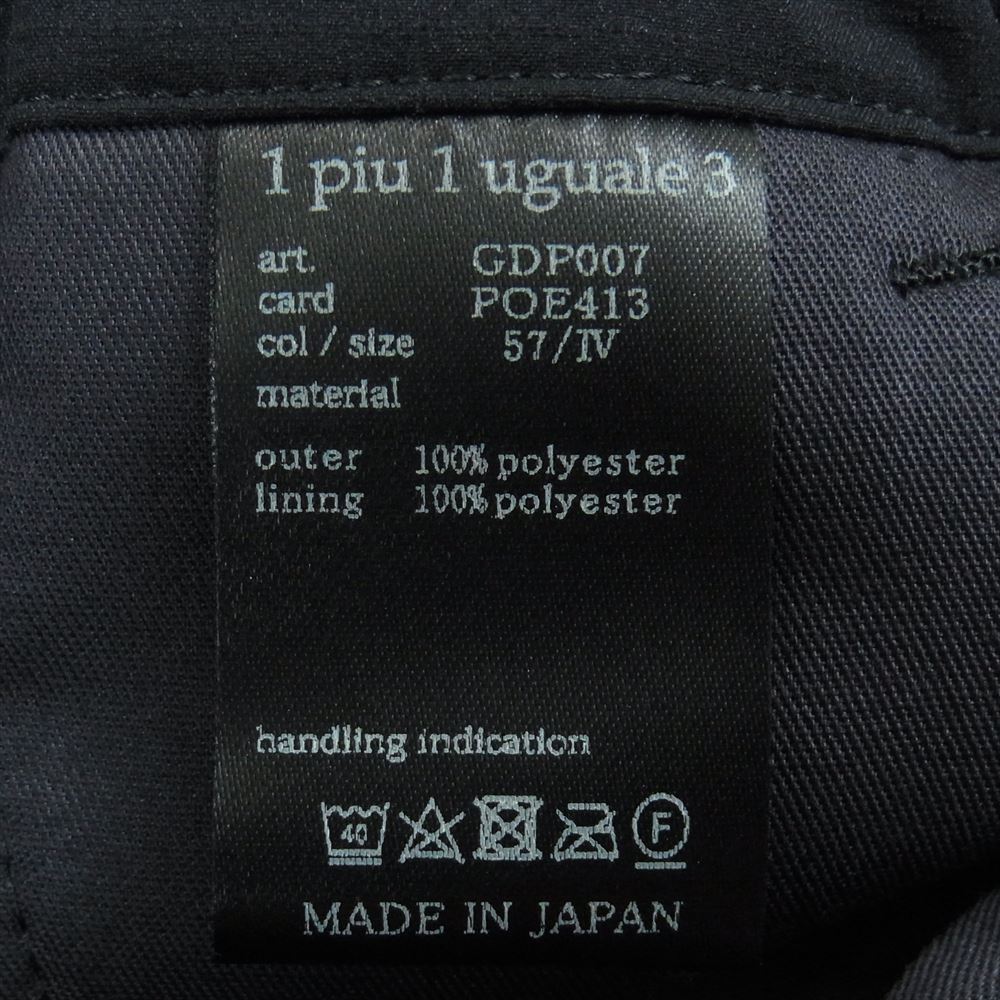 1 piu 1 uguale 3
art. GDP007
card POE413
col / size 57/IV
material
outer 100% polyester
lining 100% polyester
handling indication
40 F
MADE IN JAPAN